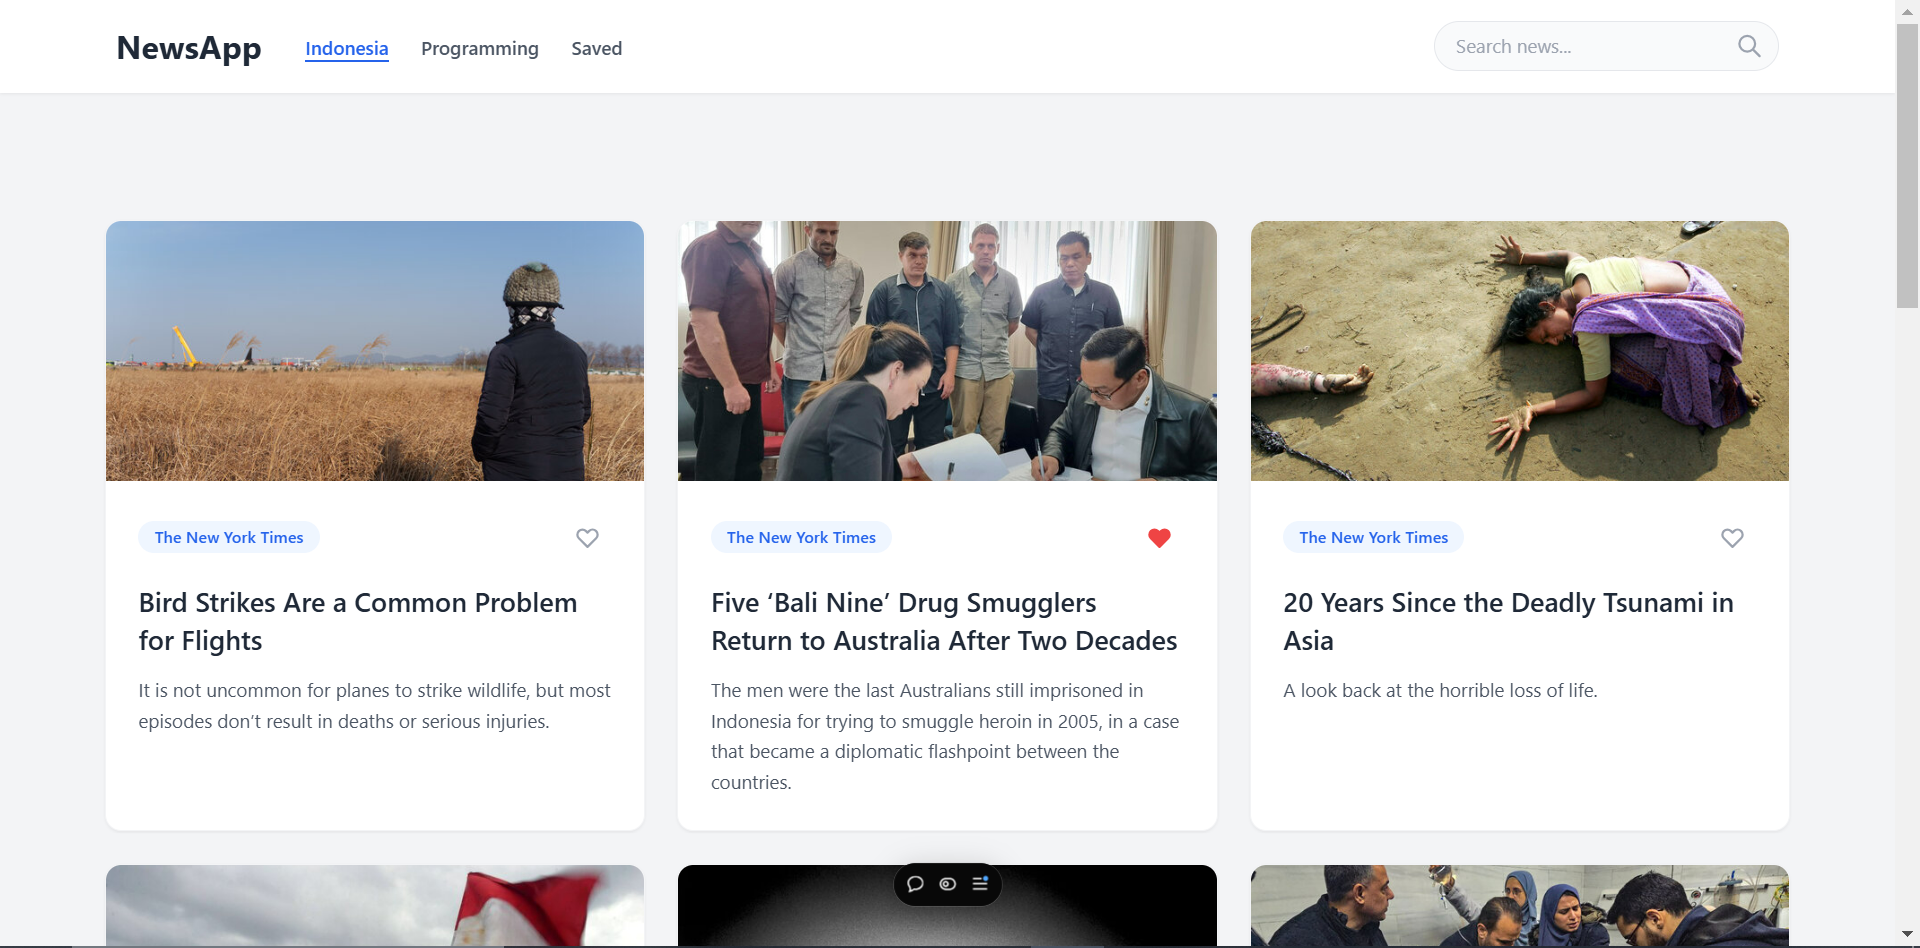 NewsApp
Indonesia
Programming
Saved
Search news...
The New York Times
Bird Strikes Are a Common Problem
for Flights
It is not uncommon for planes to strike wildlife, but most
episodes don’t result in deaths or serious injuries.
The New York Times
Five ‘Bali Nine’ Drug Smugglers
Return to Australia After Two Decades
The men were the last Australians still imprisoned in
Indonesia for trying to smuggle heroin in 2005, in a case
that became a diplomatic flashpoint between the
countries.
The New York Times
20 Years Since the Deadly Tsunami in
Asia
A look back at the horrible loss of life.